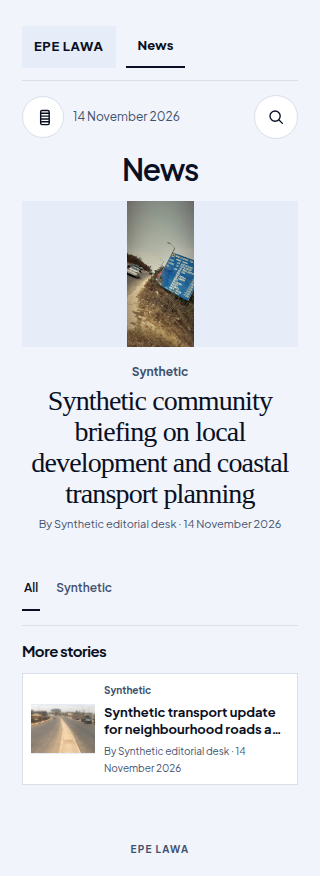 EPE LAWA
News
14 November 2026
News
Synthetic
Synthetic community
briefing on local
development and coastal
transport planning
By Synthetic editorial desk · 14 November 2026
All
Synthetic
More stories
Synthetic
Synthetic transport update
for neighbourhood roads a...
By Synthetic editorial desk · 14
November 2026
EPE LAWA